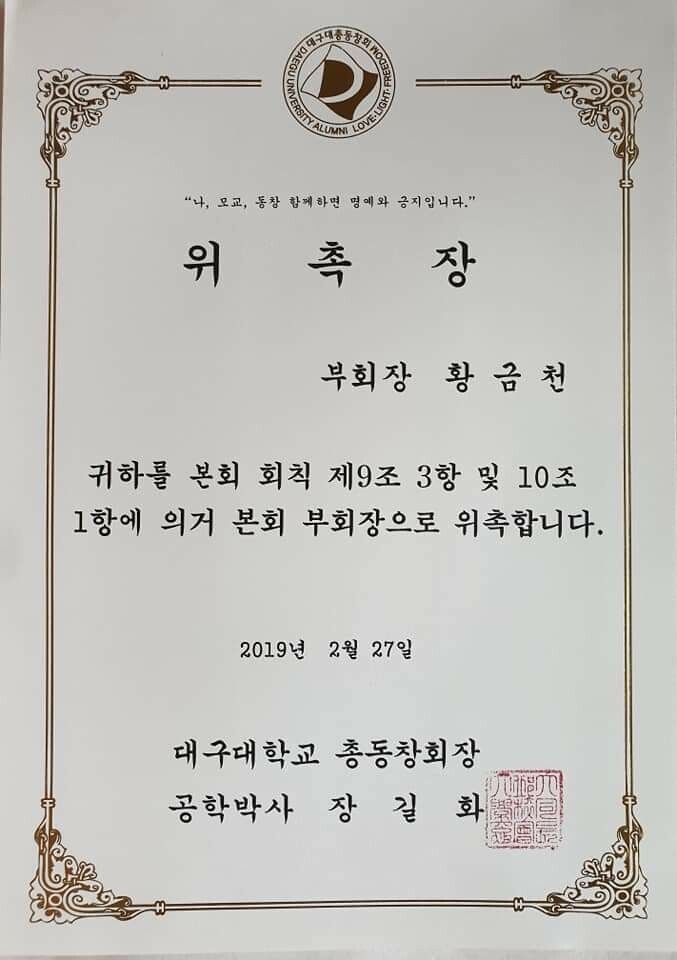 대구대총동창회
DAEGU UNIVERSITY ALUMNI LOVE·LIGHT·FREEDOM
“나, 모교, 동창 함께하면 명예와 긍지입니다.”
위 촉 장
부회장 황 금 천
귀하를 본회 회칙 제9조 3항 및 10조
1항에 의거 본회 부회장으로 위촉합니다.
2019년 2월 27일
대구대학교 총동창회장
공학박사 장 길 화